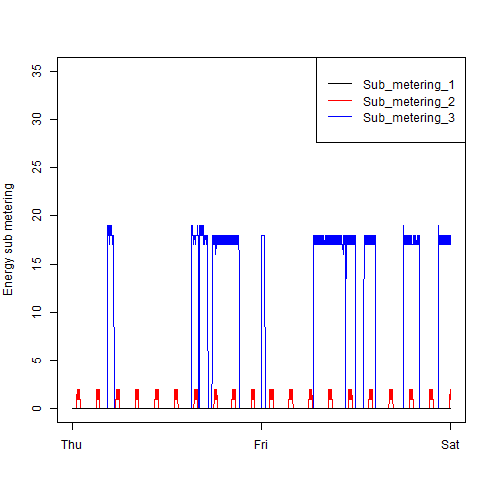 35
30
25
20
15
10
5
0
Energy sub metering
Sub_metering_1
Sub_metering_2
Sub_metering_3
Thu
Fri
Sat